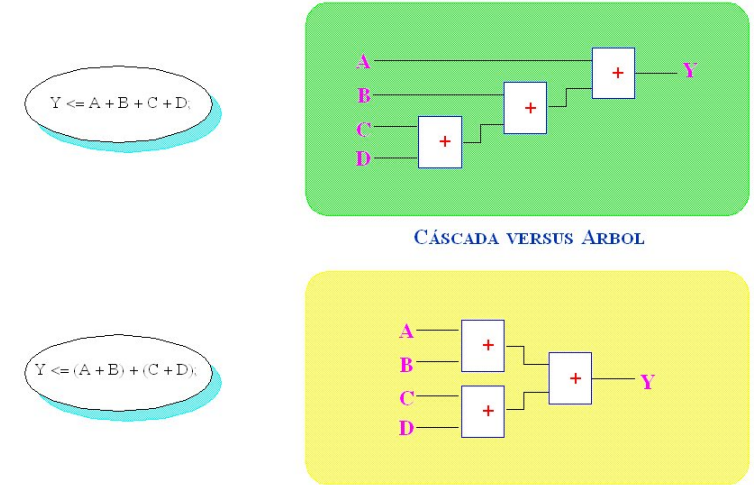 Y <= A + B + C + D;
A
B
C
D
+
+
+
Y
CÁSCADA VERSUS ARBOL
Y <= (A + B) + (C + D);
A
B
C
D
+
+
+
Y